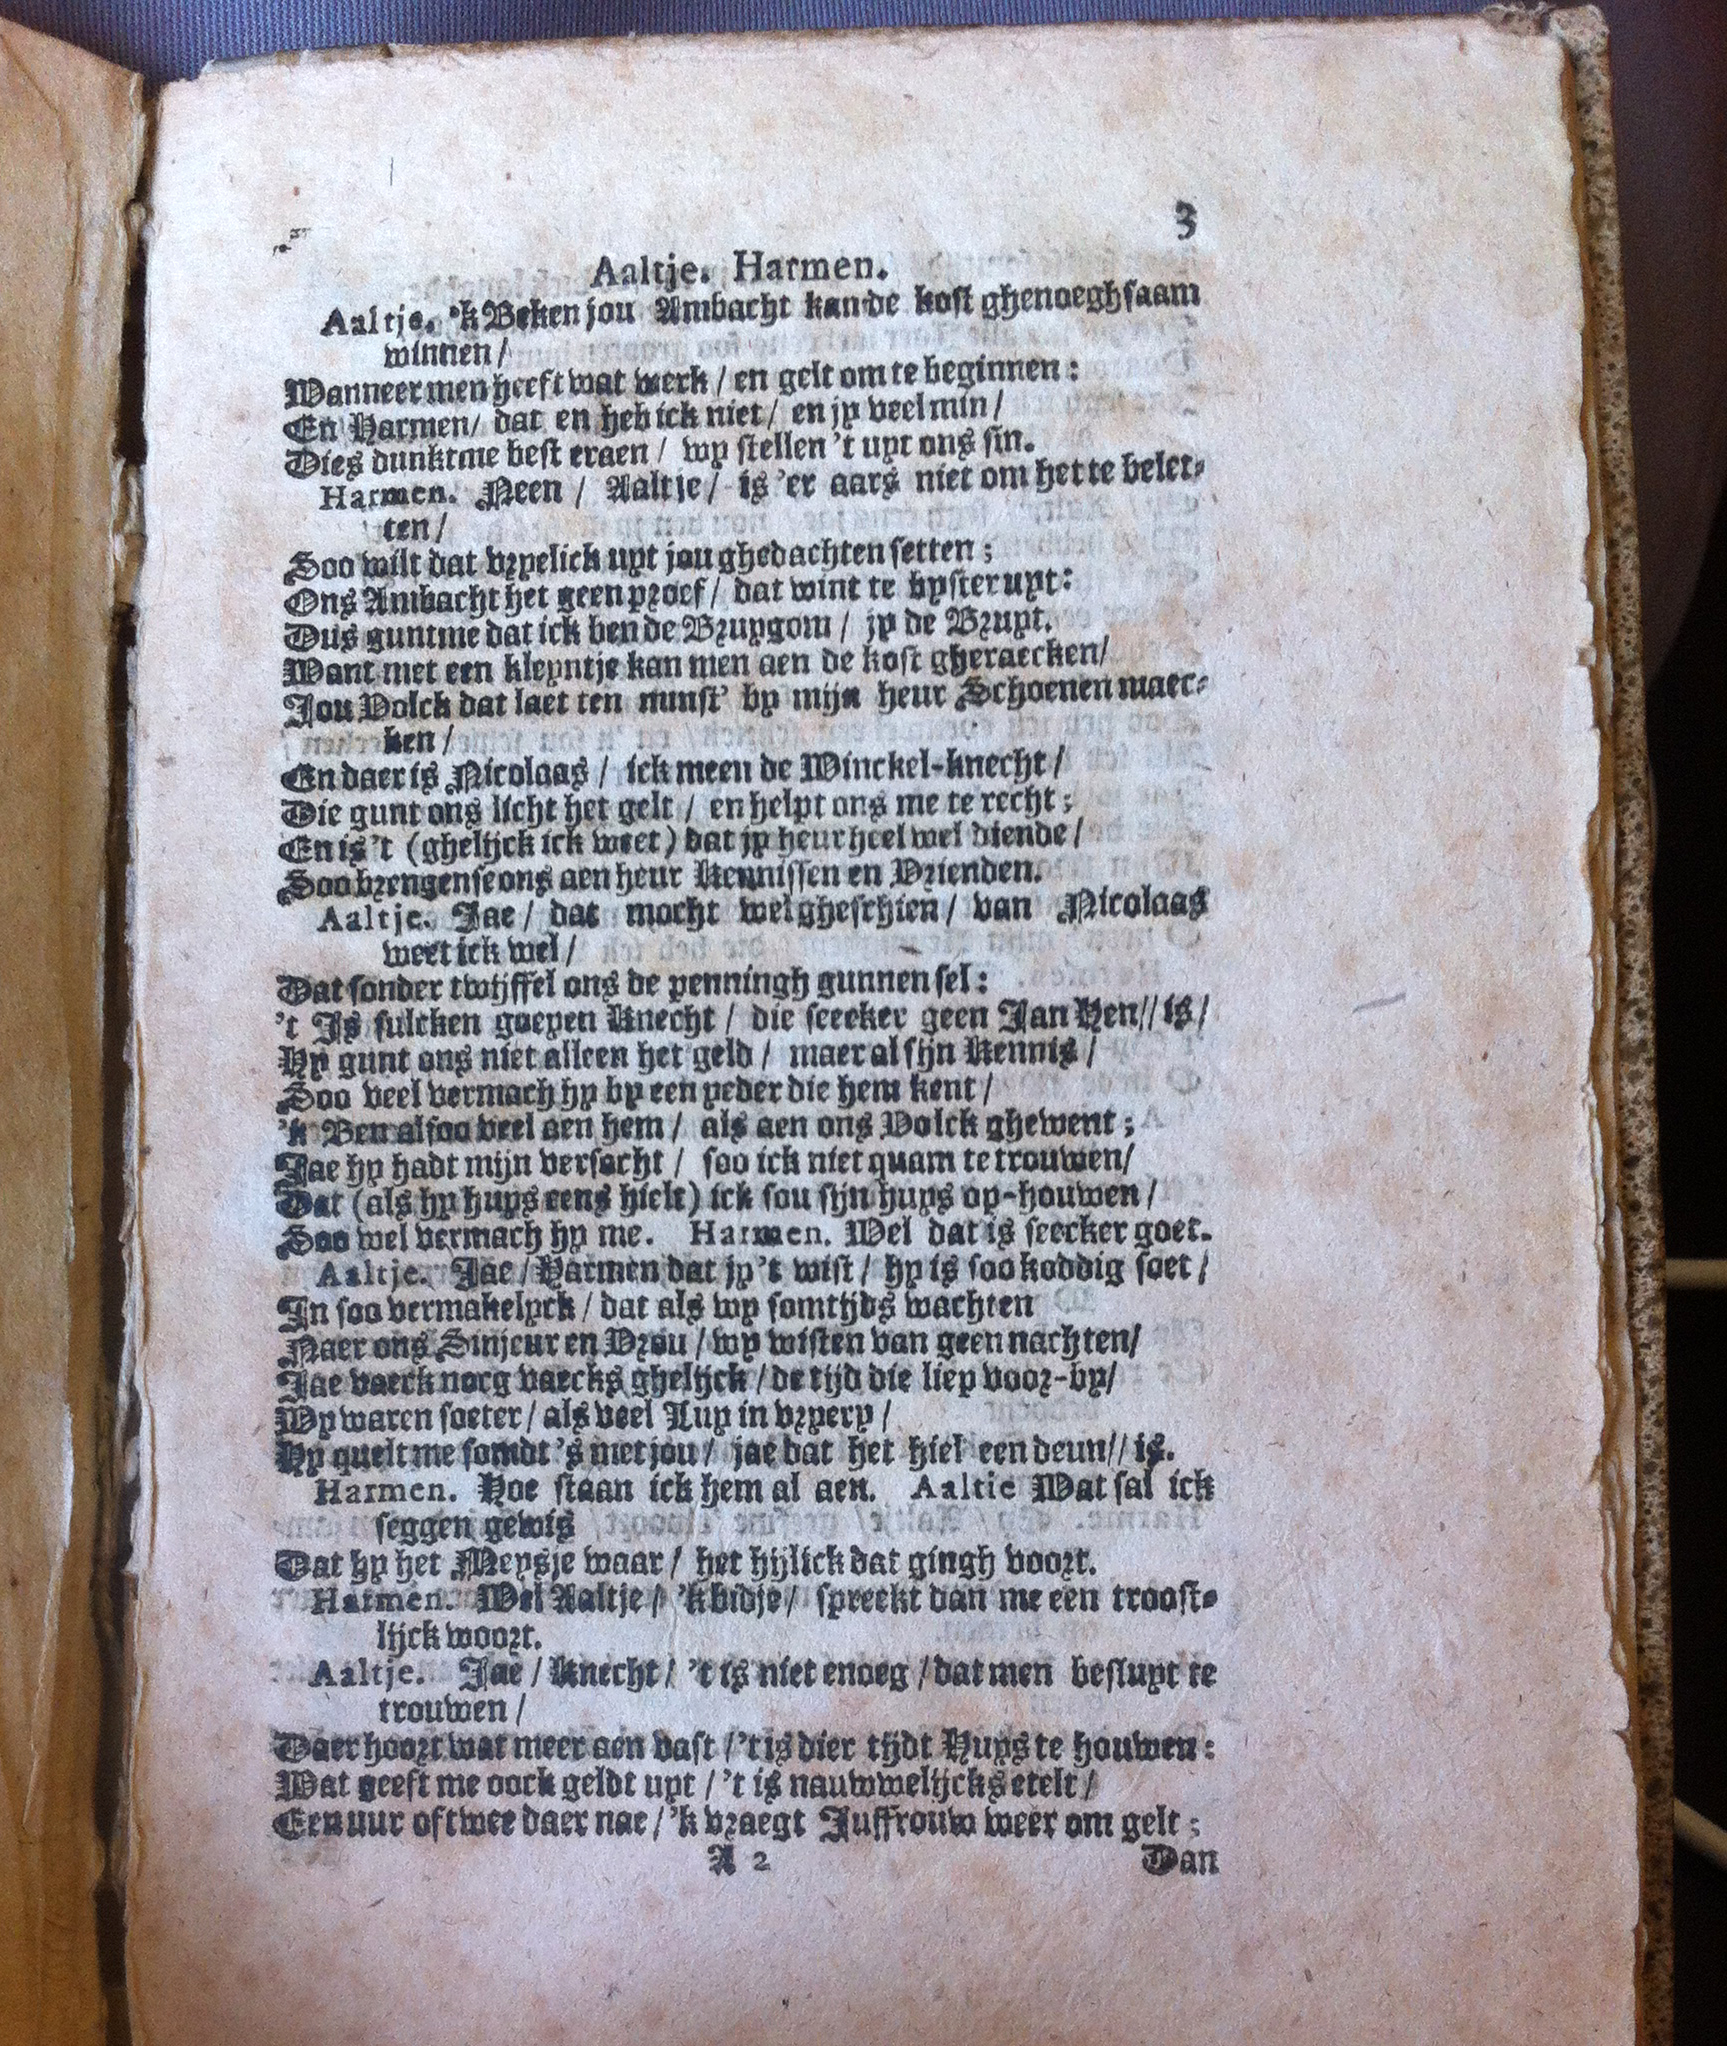 3
Aaltje. Harmen.
Aaltje. 'k Beken jou Ambacht kan de kost ghenoeghsaam
winnen /
Wanneer men heeft wat werk / en gelt om te beginnen :
En Harmen / dat en heb ick niet / en jy veel min /
Dies dunkt me best eraen / wy stellen 't uyt ons sin.
Harmen. Neen / Aaltje / is 'er aars niet om het te belet-
ten /
Soo wilt dat vryelick uyt jou ghedachten setten ;
Ons Ambacht het geen proef / dat wint te byster uyt :
Dus gunt me dat ick ben de Bruygom / jy de Bruyt.
Want met een kleyntje kan men aen de kost gheraecken /
Jou Volck dat laet ten minst' by mijn heur Schoenen maec-
ken /
En daer is Nicolaas / ick meen de Winckel-knecht /
Die gunt ons licht het gelt / en helpt ons me te recht ;
En is 't (ghelijck ick weet) dat jy heur heel wel diende /
Soo brengense ons aen heur Kennissen en Vrienden.
Aaltje. Jae / dat mocht wel gheschien / van Nicolaas
weet ick wel /
Dat sonder twijffel ons de penningh gunnen sel :
't Is sulcken goeyen Knecht / die seecker geen Jan Hen // is /
Hy gunt ons niet alleen het geld / maer al sijn Kennis /
Soo veel vermach hy by een yeder die hem kent /
'k Ben alsoo veel aen hem / als aen ons Volck ghewent ;
Jae hy hadt mijn versocht / soo ick niet quam te trouwen /
Dat (als hy huys eens hielt) ick sou sijn huys op-houwen /
Soo wel vermach hy me. Harmen. Wel dat is seecker goet.
Aaltje. Jae / Harmen dat jy 't wist / hy is soo koddig soet /
In soo vermakelyck / dat als wy somtijds wachten
Naer ons Sinjeur en Vrou / wy wisten van geen nachten /
Jae vaerk nocg vaecks ghelijck / de tijd die liep voor-by /
Wy waren soeter / als veel Luy in vryery /
Hy quelt me somdt 's met jou / jae dat het hiel een deun // is.
Harmen. Hoe staan ick hem al aen. Aaltie Wat sal ick
seggen gewis
Dat hy het Meysje waar / het hijlick dat gingh voort.
Harmen. Wel Aaltje / 'k bidje / spreekt dan me een troost-
lijck woort.
Aaltje. Jae / Knecht / 't is niet enoeg / dat men besluyt te
trouwen /
Daer hoort wat meer aen vast / 't is dier tijdt Huys te houwen :
Wat geeft me oock geldt uyt / 't is nauwwelijcks etelt /
Een uur of twee daer nae / 'k vraegt Juffrouw weer om gelt ;
A 2
Dan